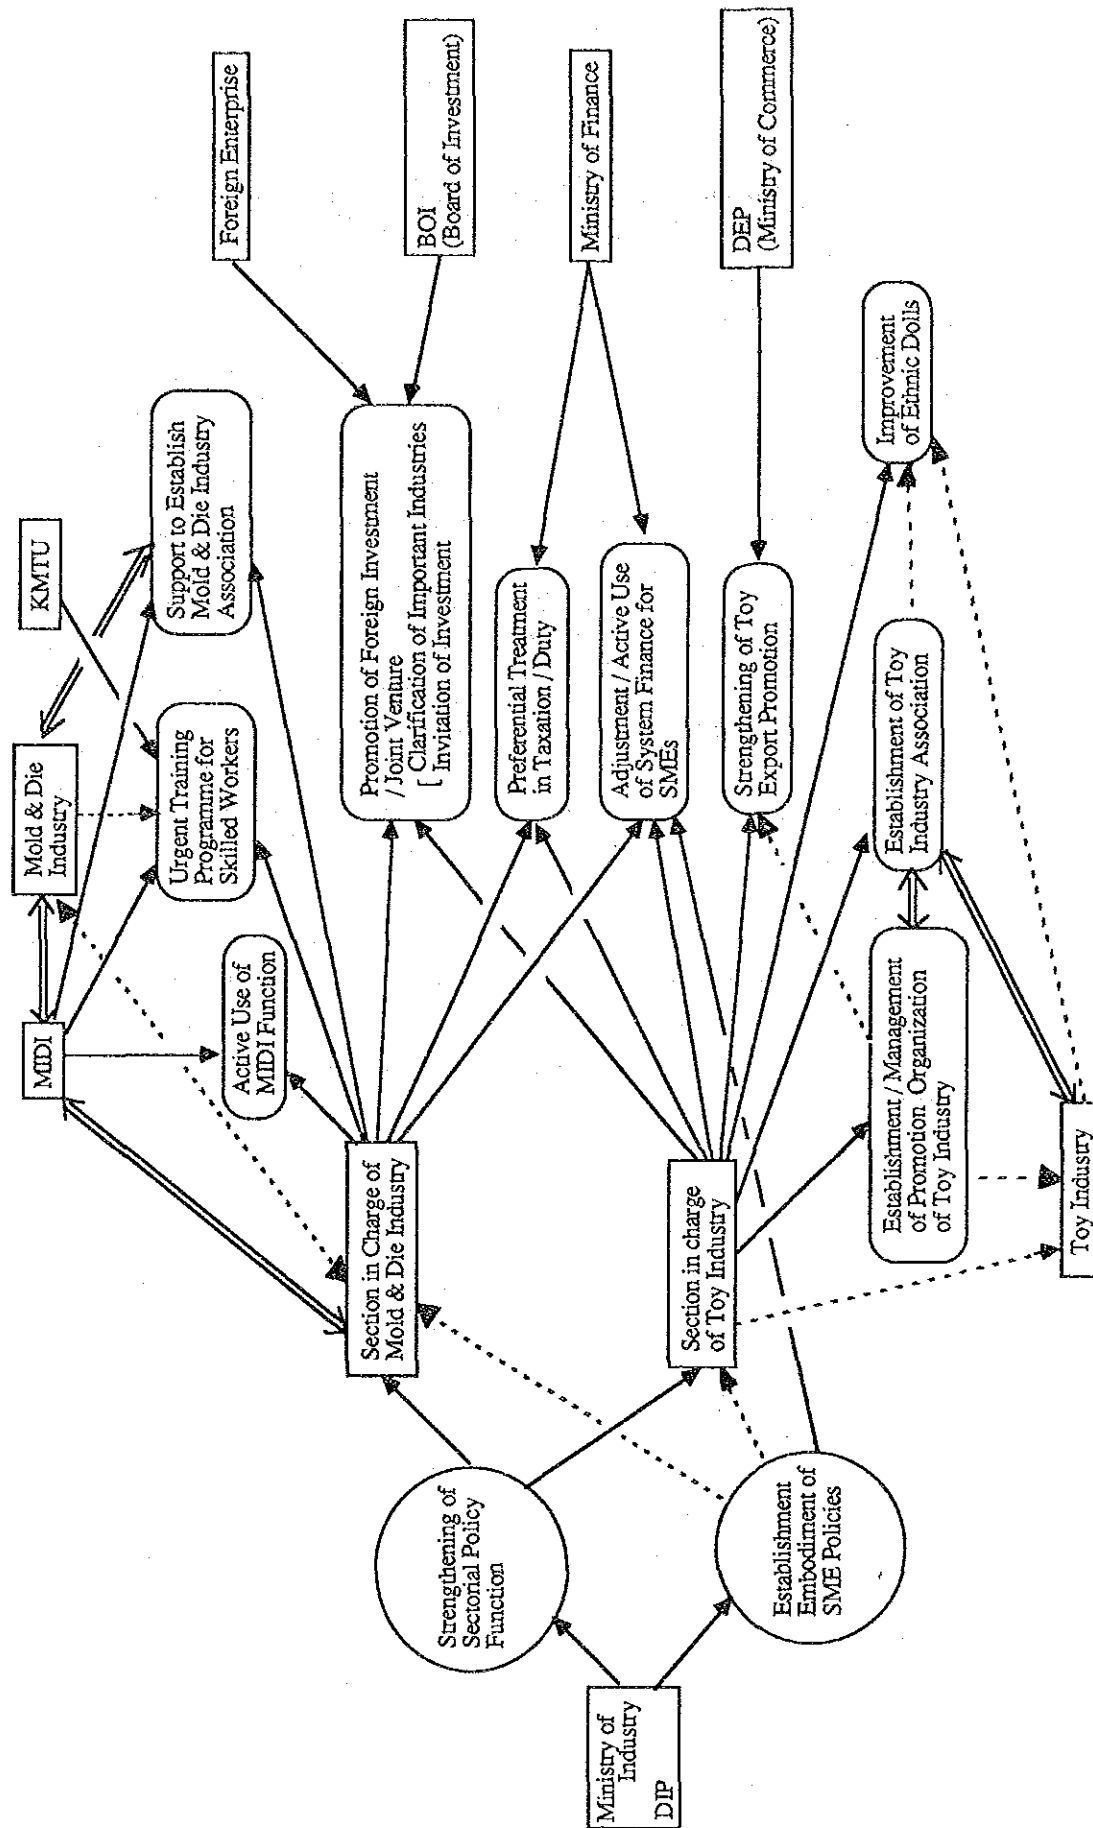 Ministry of
Industry
DIP
Strengthening of
Sectorial Policy
Function
Establishment
Embodiment of
SME Policies
Section in Charge of
Mold & Die Industry
Section in charge
of Toy Industry
MIDI
Mold & Die
Industry
KMTU
Active Use of
MIDI Function
Urgent Training
Programme for
Skilled Workers
Support to Establish
Mold & Die Industry
Association
Promotion of Foreign Investment
/ Joint Venture
[ Clarification of Important Industries
Invitation of Investment
Preferential Treatment
in Taxation / Duty
Adjustment / Active Use
of System Finance for
SMEs
Strengthening of Toy
Export Promotion
Establishment / Management
of Promotion Organization
of Toy Industry
Establishment of Toy
Industry Association
Improvement
of Ethnic Dolls
Toy Industry
Foreign Enterprise
BOI
(Board of Investment)
Ministry of Finance
DEP
(Ministry of Commerce)